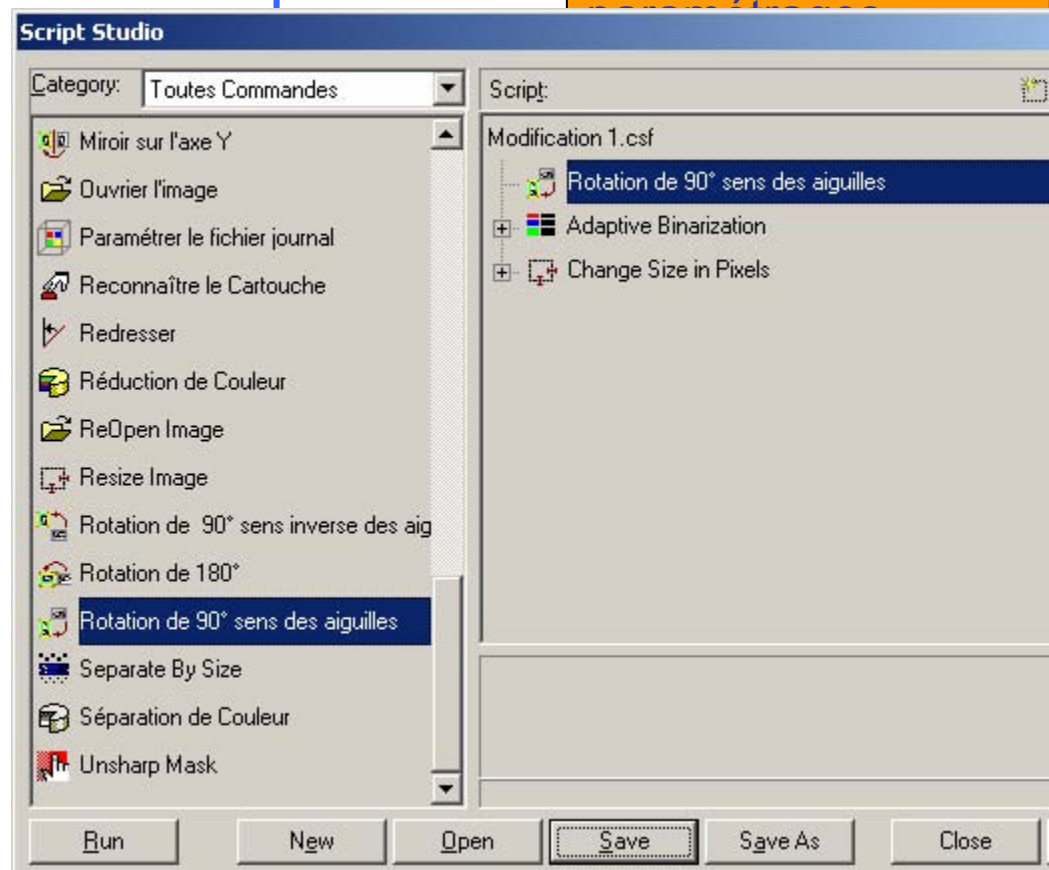 paramétrages
Script Studio
Category:
Toutes Commandes
Miroir sur l'axe Y
Ouvrier l'image
Paramétrer le fichier journal
Reconnaître le Cartouche
Redresser
Réduction de Couleur
ReOpen Image
Resize Image
Rotation de 90° sens inverse des aig
Rotation de 180°
Rotation de 90° sens des aiguilles
Separate By Size
Séparation de Couleur
Unsharp Mask
Script:
Modification 1.csf
Rotation de 90° sens des aiguilles
Adaptive Binarization
Change Size in Pixels
Run New Open Save Save As Close